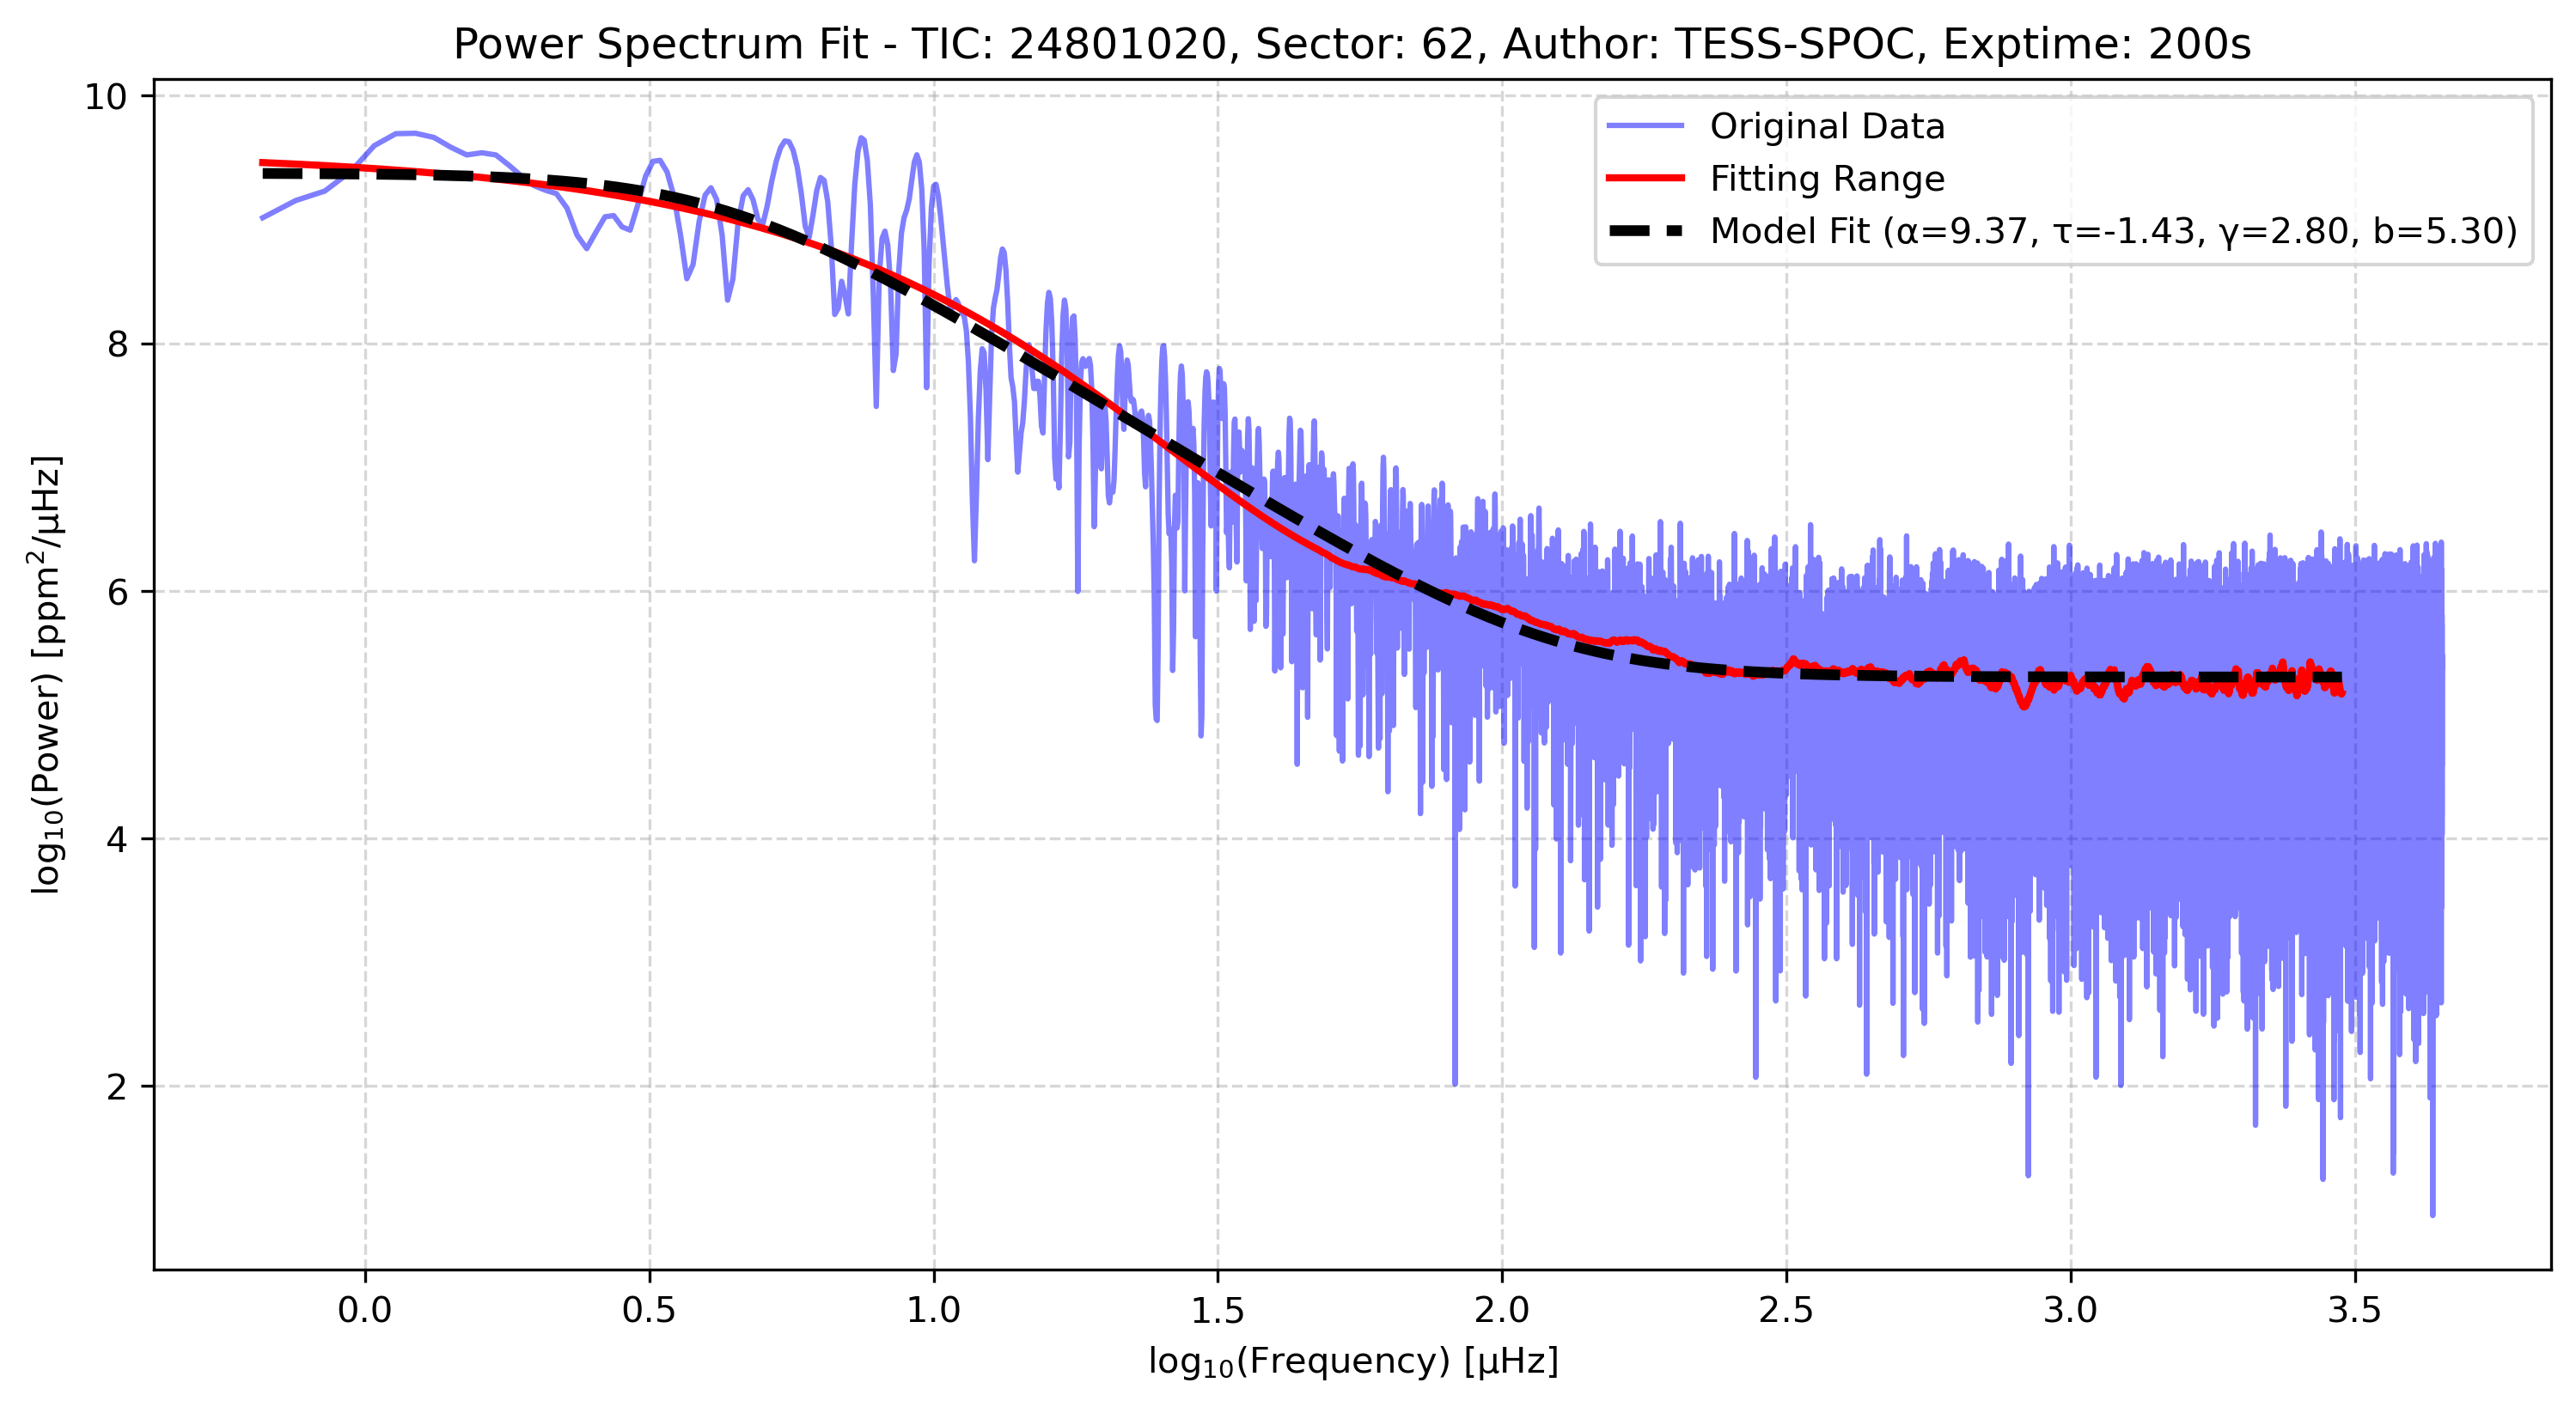 Power Spectrum Fit - TIC: 24801020, Sector: 62, Author: TESS-SPOC, Exptime: 200s
Original Data
Fitting Range
Model Fit (α=9.37, τ=-1.43, γ=2.80, b=5.30)
log₁₀(Power) [ppm²/μHz]
10
8
6
4
2
0.0 0.5 1.0 1.5 2.0 2.5 3.0 3.5
log₁₀(Frequency) [μHz]